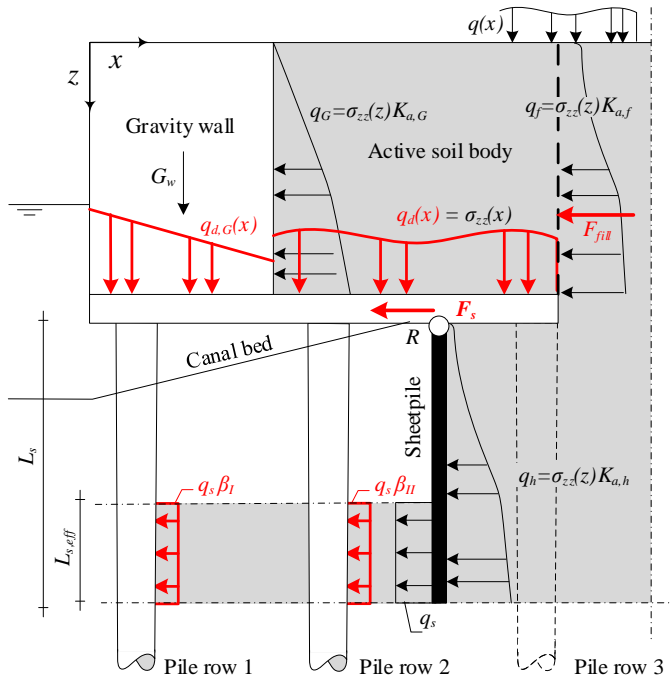 q(x)
x
z
q_G=σ_zz(z)K_a,G
q_f=σ_zz(z)K_a,f
Gravity wall
Active soil body
G_w
q_d,G(x)
q_d(x) = σ_zz(x)
F_fill
F_s
R
Canal bed
Sheetpile
L_s
q_s β_I
q_s β_II
q_h=σ_zz(z)K_a,h
L_s,eff
q_s
Pile row 1
Pile row 2
Pile row 3